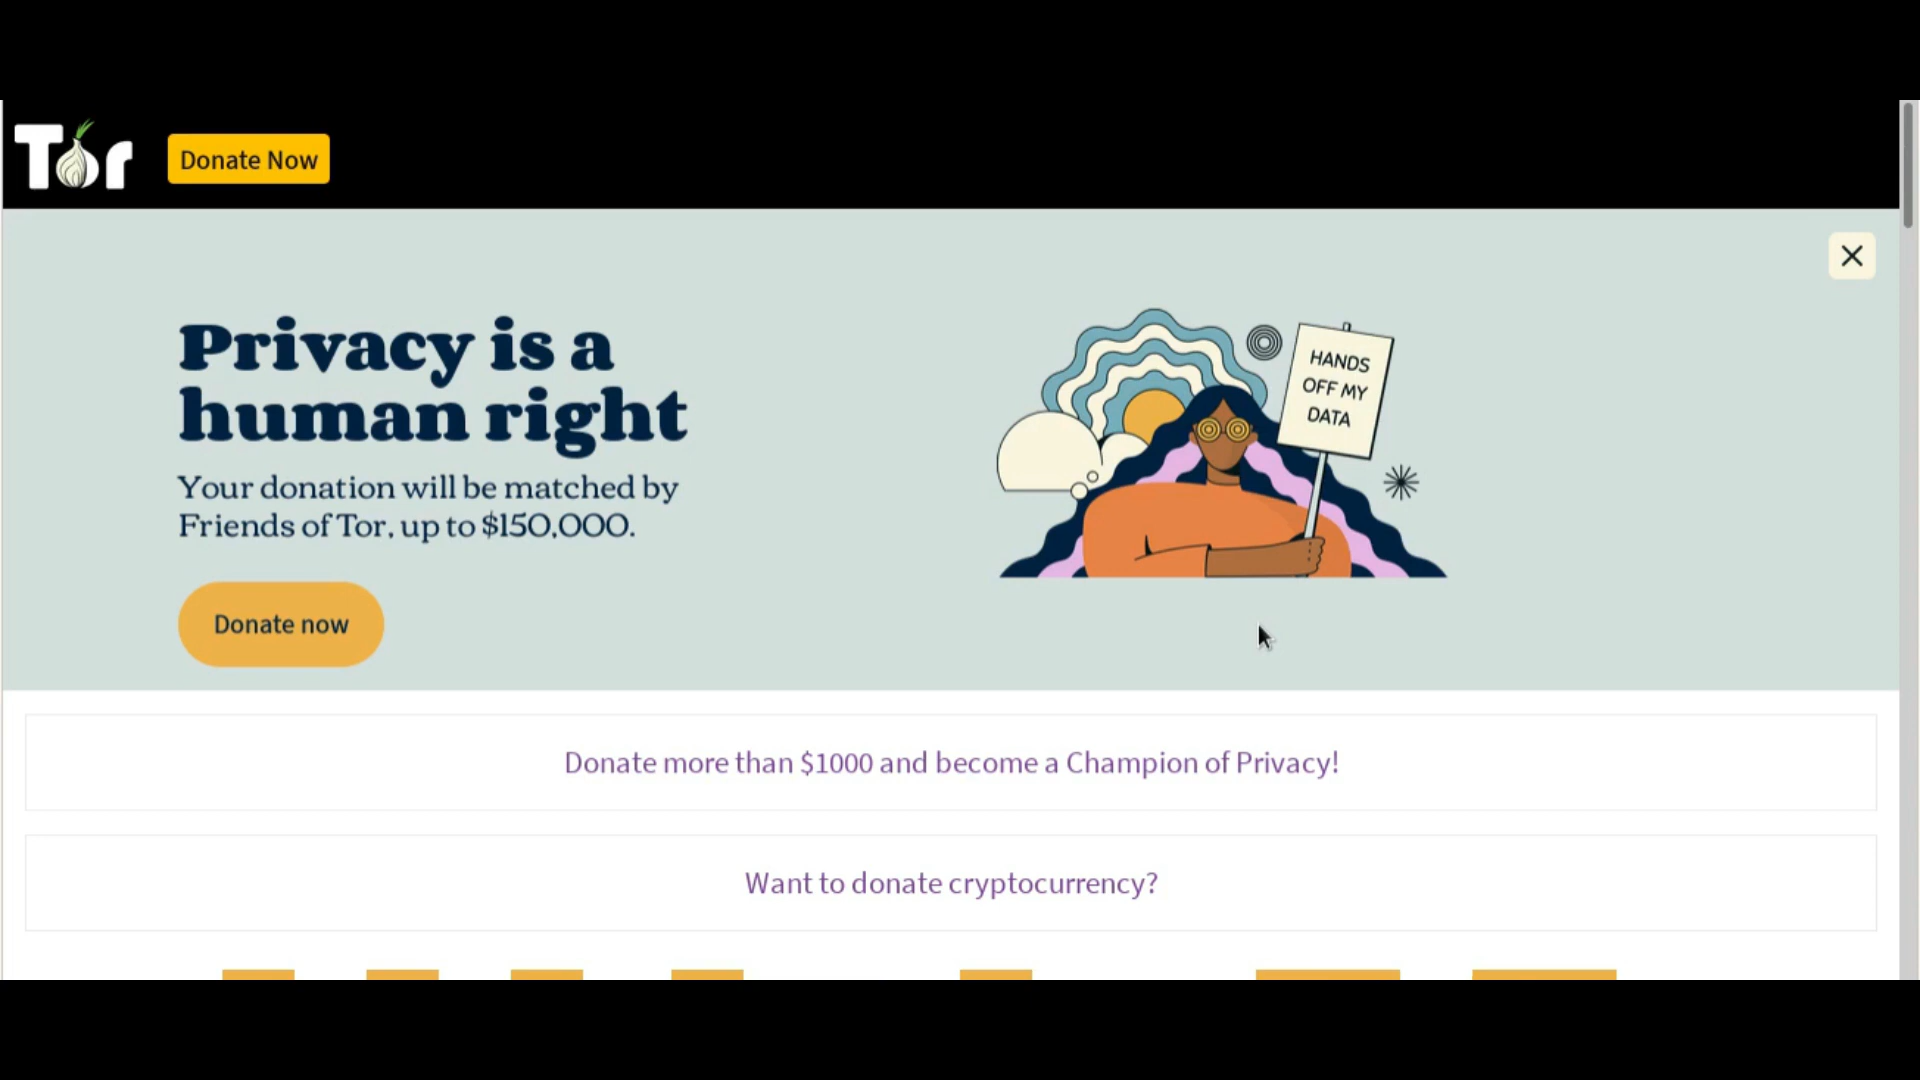 Tor
Donate Now
Privacy is a
human right
Your donation will be matched by
Friends of Tor, up to $150,000.
Donate now
HANDS
OFF MY
DATA
Donate more than $1000 and become a Champion of Privacy!
Want to donate cryptocurrency?